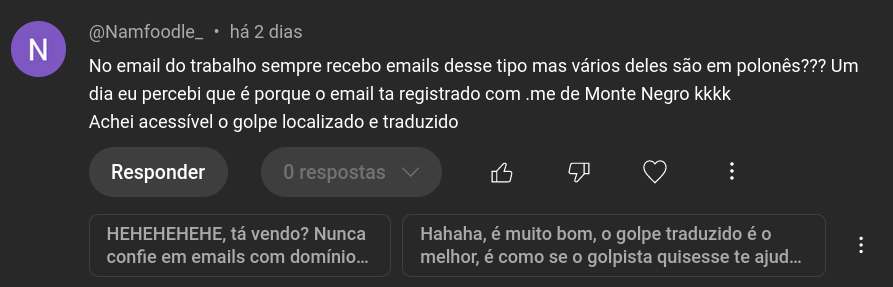 N
@Namfoodle_ • há 2 dias
No email do trabalho sempre recebo emails desse tipo mas vários deles são em polonês??? Um
dia eu percebi que é porque o email ta registrado com .me de Monte Negro kkkk
Achei acessível o golpe localizado e traduzido
Responder
0 respostas
HEHEHEHEHE, tá vendo? Nunca
confie em emails com domínio...
Hahaha, é muito bom, o golpe traduzido é o
melhor, é como se o golpista quisesse te ajud...